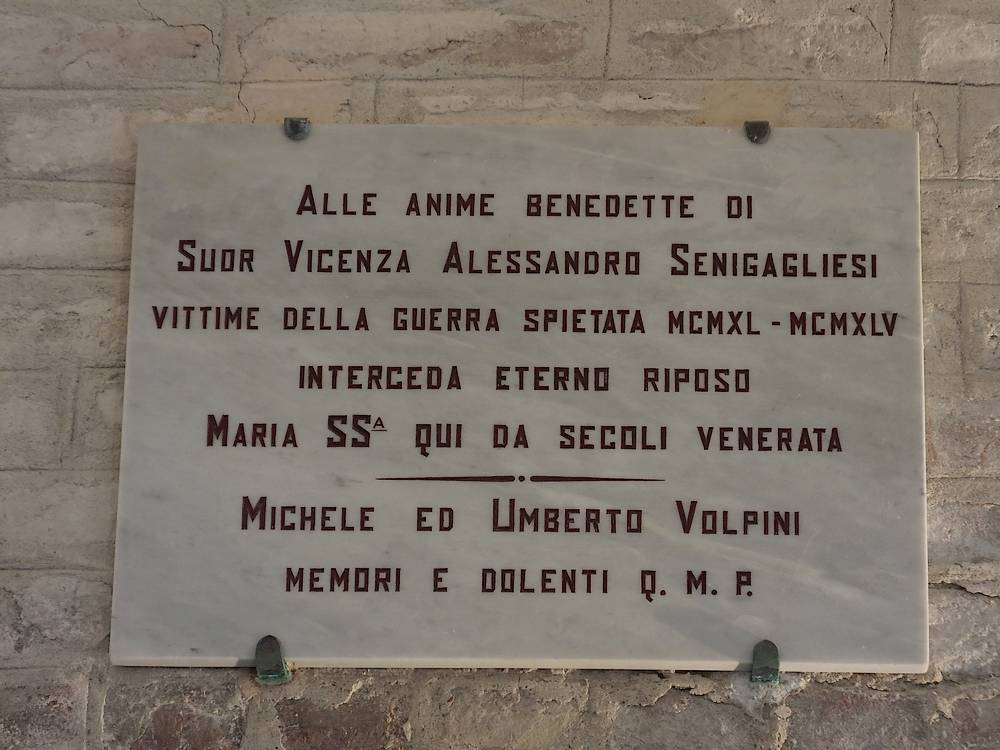 Alle anime benedette di
Suor Vicenza Alessandro Senigagliesi
vittime della guerra spietata MCMXL - MCMXLV
interceda eterno riposo
Maria SSᴬ qui da secoli venerata
Michele ed Umberto Volpini
memori e dolenti Q. M. P.